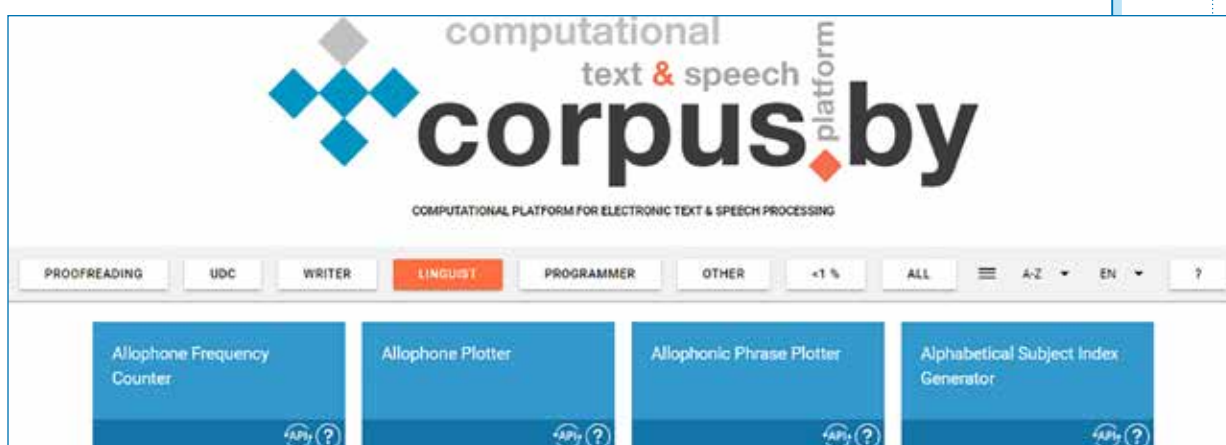 computational
text & speech
platform
corpus.by
COMPUTATIONAL PLATFORM FOR ELECTRONIC TEXT & SPEECH PROCESSING
PROOFREADING UDC WRITER LINGUIST PROGRAMMER OTHER <1 % ALL A-Z EN ?
Allophone Frequency Counter
Allophone Plotter
Allophonic Phrase Plotter
Alphabetical Subject Index Generator
API ? API ? API ? API ?